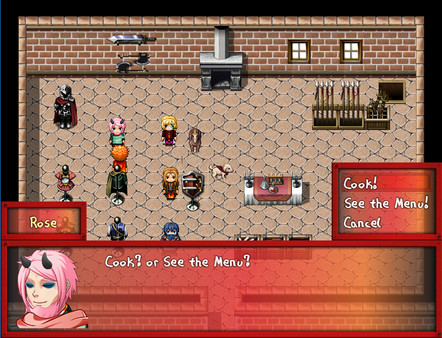 Cook!
See the Menu!
Cancel
Rose
Cook? or See the Menu?